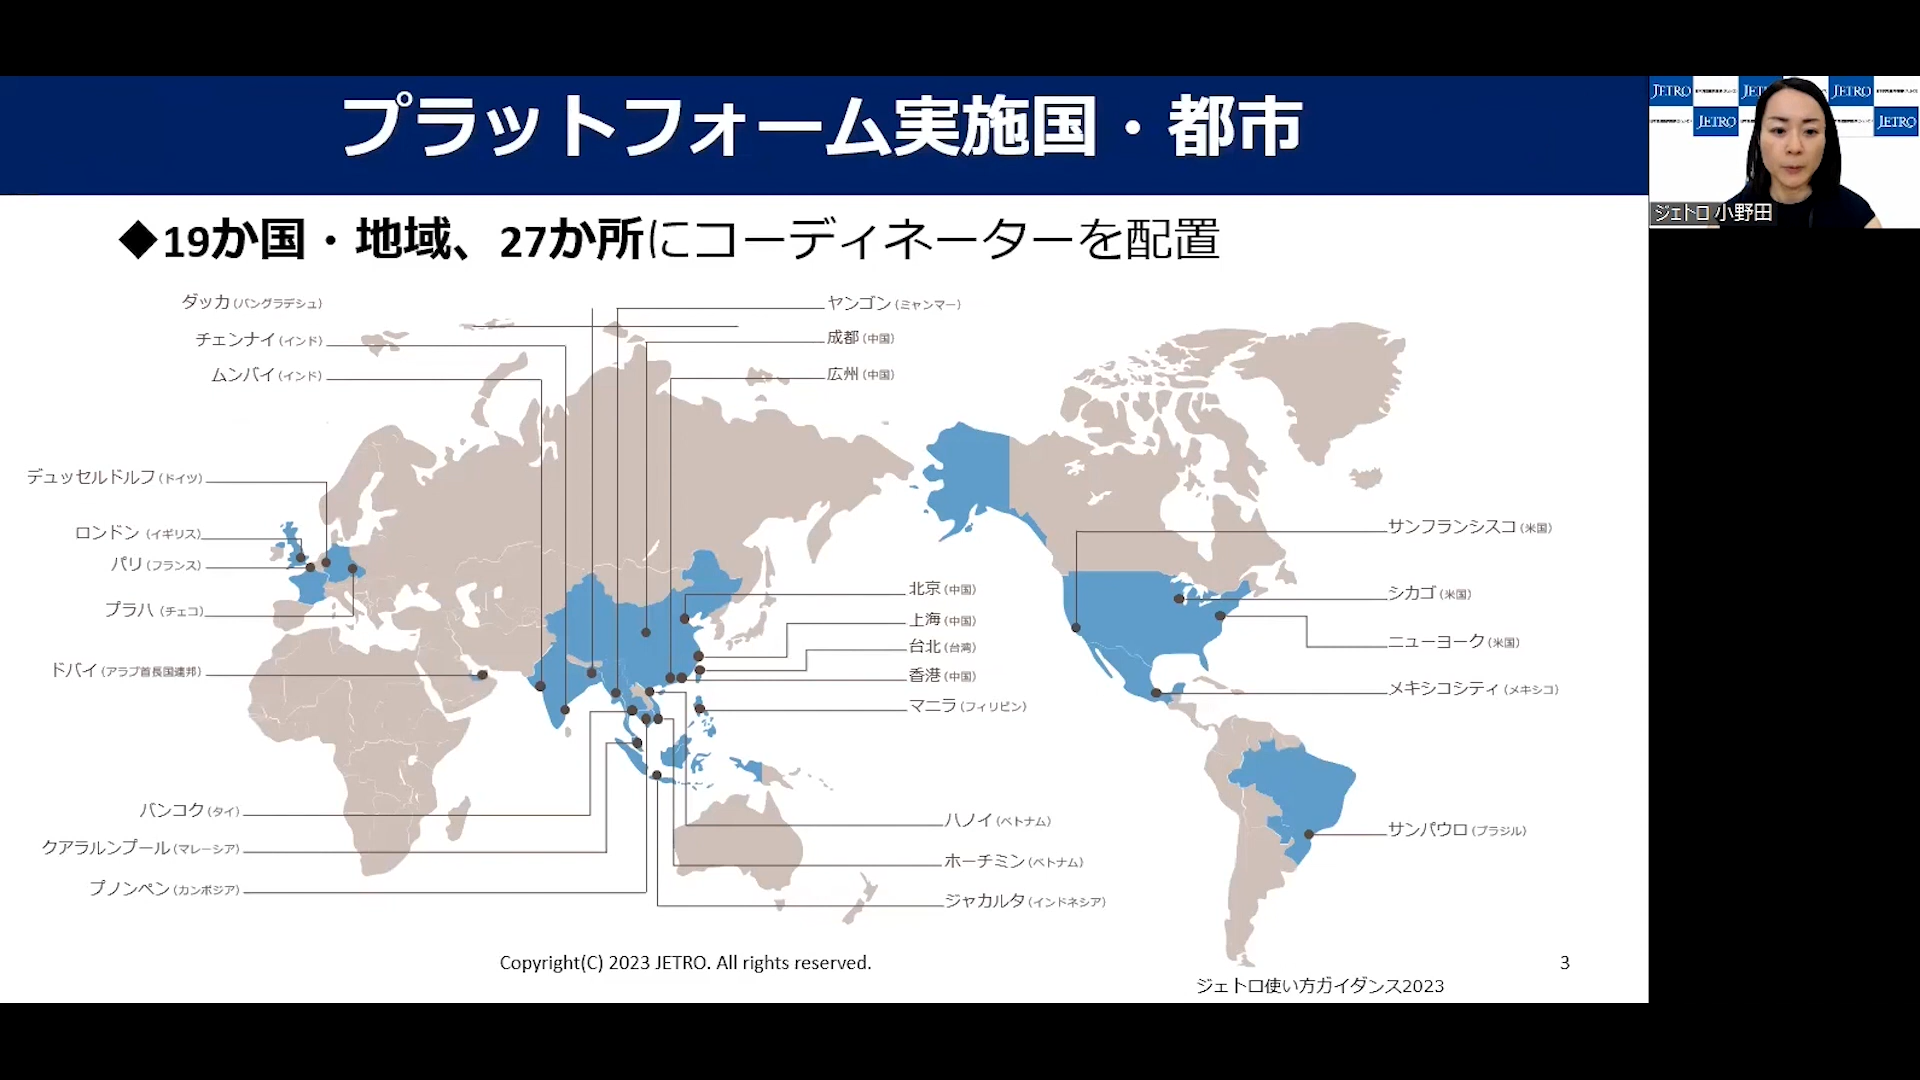 プラットフォーム実施国・都市
◆19か国・地域、27か所にコーディネーターを配置
ダッカ(バングラデシュ)
チェンナイ(インド)
ムンバイ(インド)
ヤンゴン(ミャンマー)
成都(中国)
広州(中国)
デュッセルドルフ(ドイツ)
ロンドン(イギリス)
パリ(フランス)
プラハ(チェコ)
ドバイ(アラブ首長国連邦)
北京(中国)
上海(中国)
台北(台湾)
香港(中国)
マニラ(フィリピン)
サンフランシスコ(米国)
シカゴ(米国)
ニューヨーク(米国)
メキシコシティ(メキシコ)
サンパウロ(ブラジル)
バンコク(タイ)
クアラルンプール(マレーシア)
プノンペン(カンボジア)
ハノイ(ベトナム)
ホーチミン(ベトナム)
ジャカルタ(インドネシア)
Copyright(C) 2023 JETRO. All rights reserved.
3
ジェトロ使い方ガイダンス2023
JETRO
JET
JETRO
JETRO
JETRO
ジェトロ 小野田